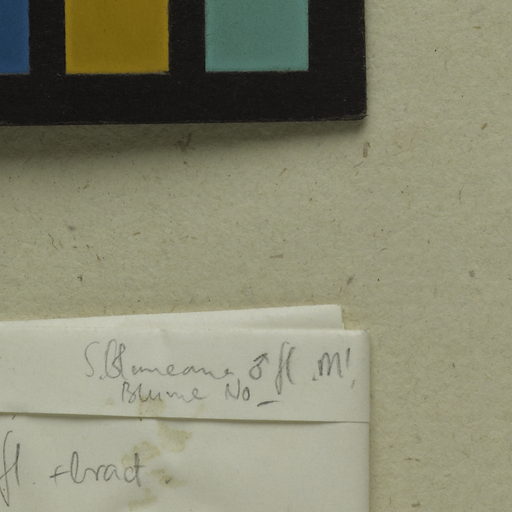 S. Blumeana ♂ fl. M!
Blume No –
fl. + bract.